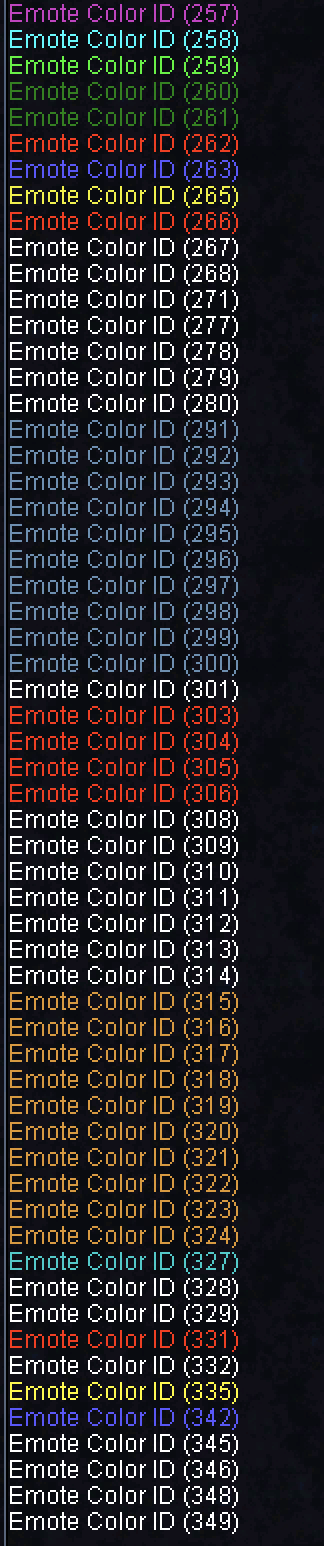 Emote Color ID (257)
Emote Color ID (258)
Emote Color ID (259)
Emote Color ID (260)
Emote Color ID (261)
Emote Color ID (262)
Emote Color ID (263)
Emote Color ID (265)
Emote Color ID (266)
Emote Color ID (267)
Emote Color ID (268)
Emote Color ID (271)
Emote Color ID (277)
Emote Color ID (278)
Emote Color ID (279)
Emote Color ID (280)
Emote Color ID (291)
Emote Color ID (292)
Emote Color ID (293)
Emote Color ID (294)
Emote Color ID (295)
Emote Color ID (296)
Emote Color ID (297)
Emote Color ID (298)
Emote Color ID (299)
Emote Color ID (300)
Emote Color ID (301)
Emote Color ID (303)
Emote Color ID (304)
Emote Color ID (305)
Emote Color ID (306)
Emote Color ID (308)
Emote Color ID (309)
Emote Color ID (310)
Emote Color ID (311)
Emote Color ID (312)
Emote Color ID (313)
Emote Color ID (314)
Emote Color ID (315)
Emote Color ID (316)
Emote Color ID (317)
Emote Color ID (318)
Emote Color ID (319)
Emote Color ID (320)
Emote Color ID (321)
Emote Color ID (322)
Emote Color ID (323)
Emote Color ID (324)
Emote Color ID (327)
Emote Color ID (328)
Emote Color ID (329)
Emote Color ID (331)
Emote Color ID (332)
Emote Color ID (335)
Emote Color ID (342)
Emote Color ID (345)
Emote Color ID (346)
Emote Color ID (348)
Emote Color ID (349)